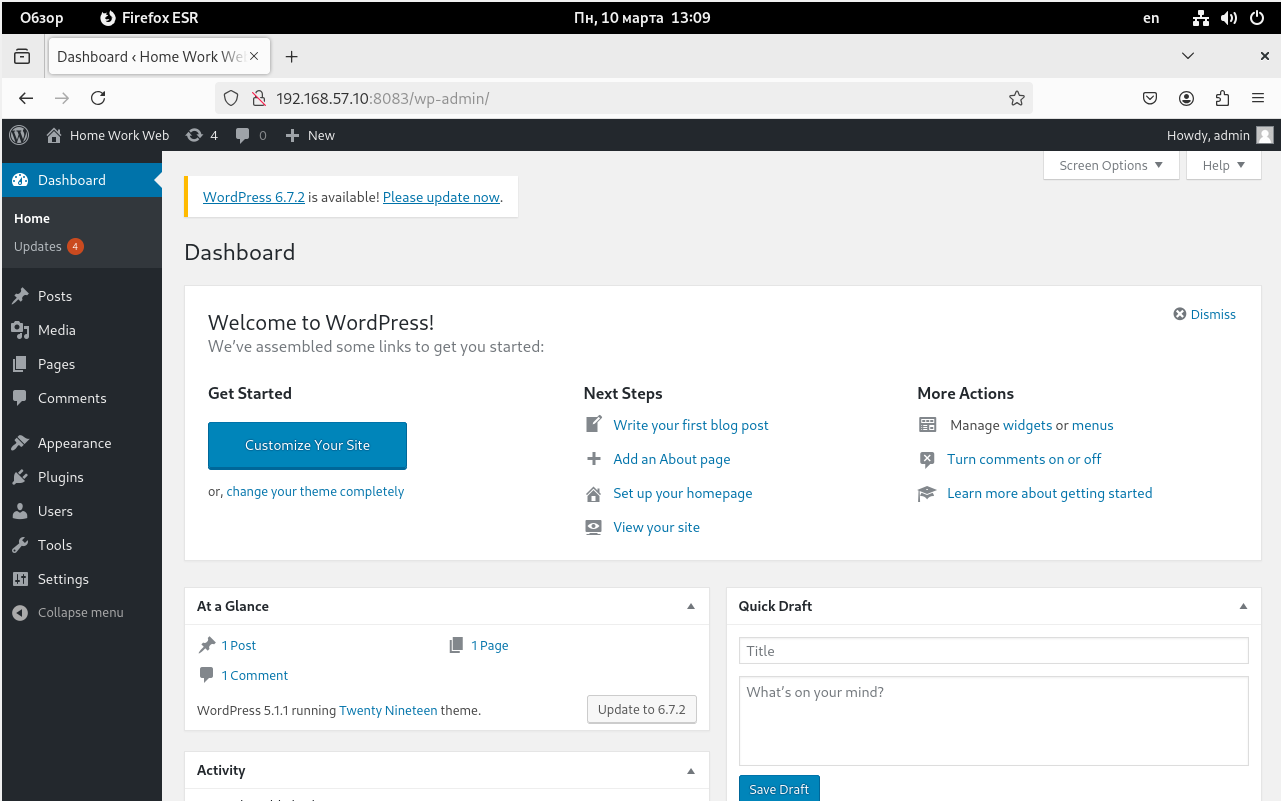 Обзор Firefox ESR Пн, 10 марта 13:09 en
Dashboard ‹ Home Work We
192.168.57.10:8083/wp-admin/
Home Work Web 4 0 New Howdy, admin
Screen Options Help
Dashboard
Home
Updates 4
Posts
Media
Pages
Comments
Appearance
Plugins
Users
Tools
Settings
Collapse menu
WordPress 6.7.2 is available! Please update now.
Dashboard
Welcome to WordPress!
Dismiss
We’ve assembled some links to get you started:
Get Started
Customize Your Site
or, change your theme completely
Next Steps
Write your first blog post
Add an About page
Set up your homepage
View your site
More Actions
Manage widgets or menus
Turn comments on or off
Learn more about getting started
At a Glance
1 Post 1 Page
1 Comment
WordPress 5.1.1 running Twenty Nineteen theme. Update to 6.7.2
Activity
Quick Draft
Title
What’s on your mind?
Save Draft